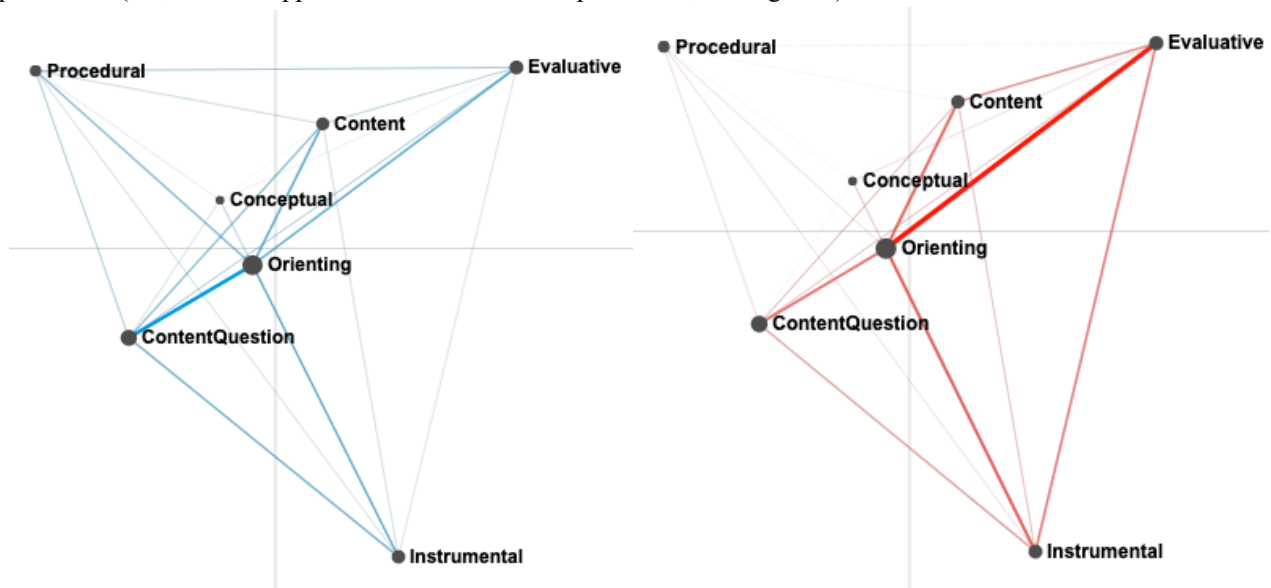 Procedural
Evaluative
Content
Conceptual
Orienting
ContentQuestion
Instrumental
Procedural
Evaluative
Content
Conceptual
Orienting
ContentQuestion
Instrumental